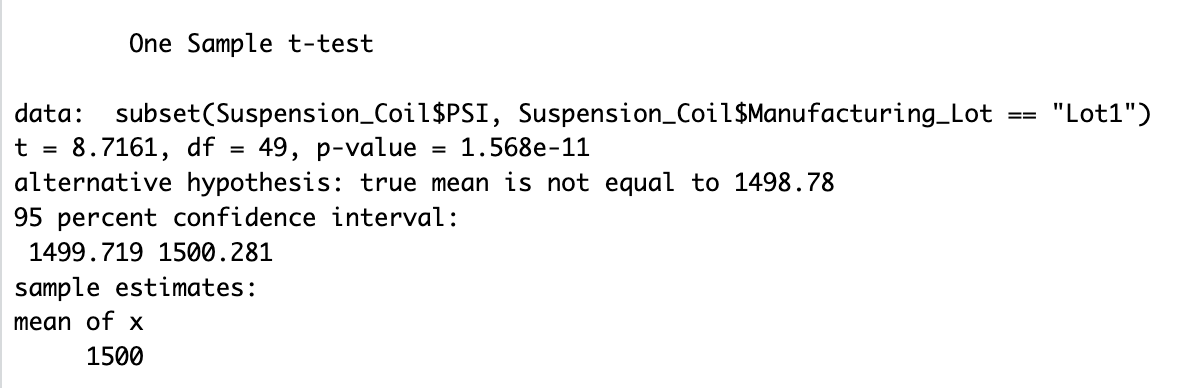 One Sample t-test
data:  subset(Suspension_Coil$PSI, Suspension_Coil$Manufacturing_Lot == "Lot1")
t = 8.7161, df = 49, p-value = 1.568e-11
alternative hypothesis: true mean is not equal to 1498.78
95 percent confidence interval:
1499.719 1500.281
sample estimates:
mean of x
1500